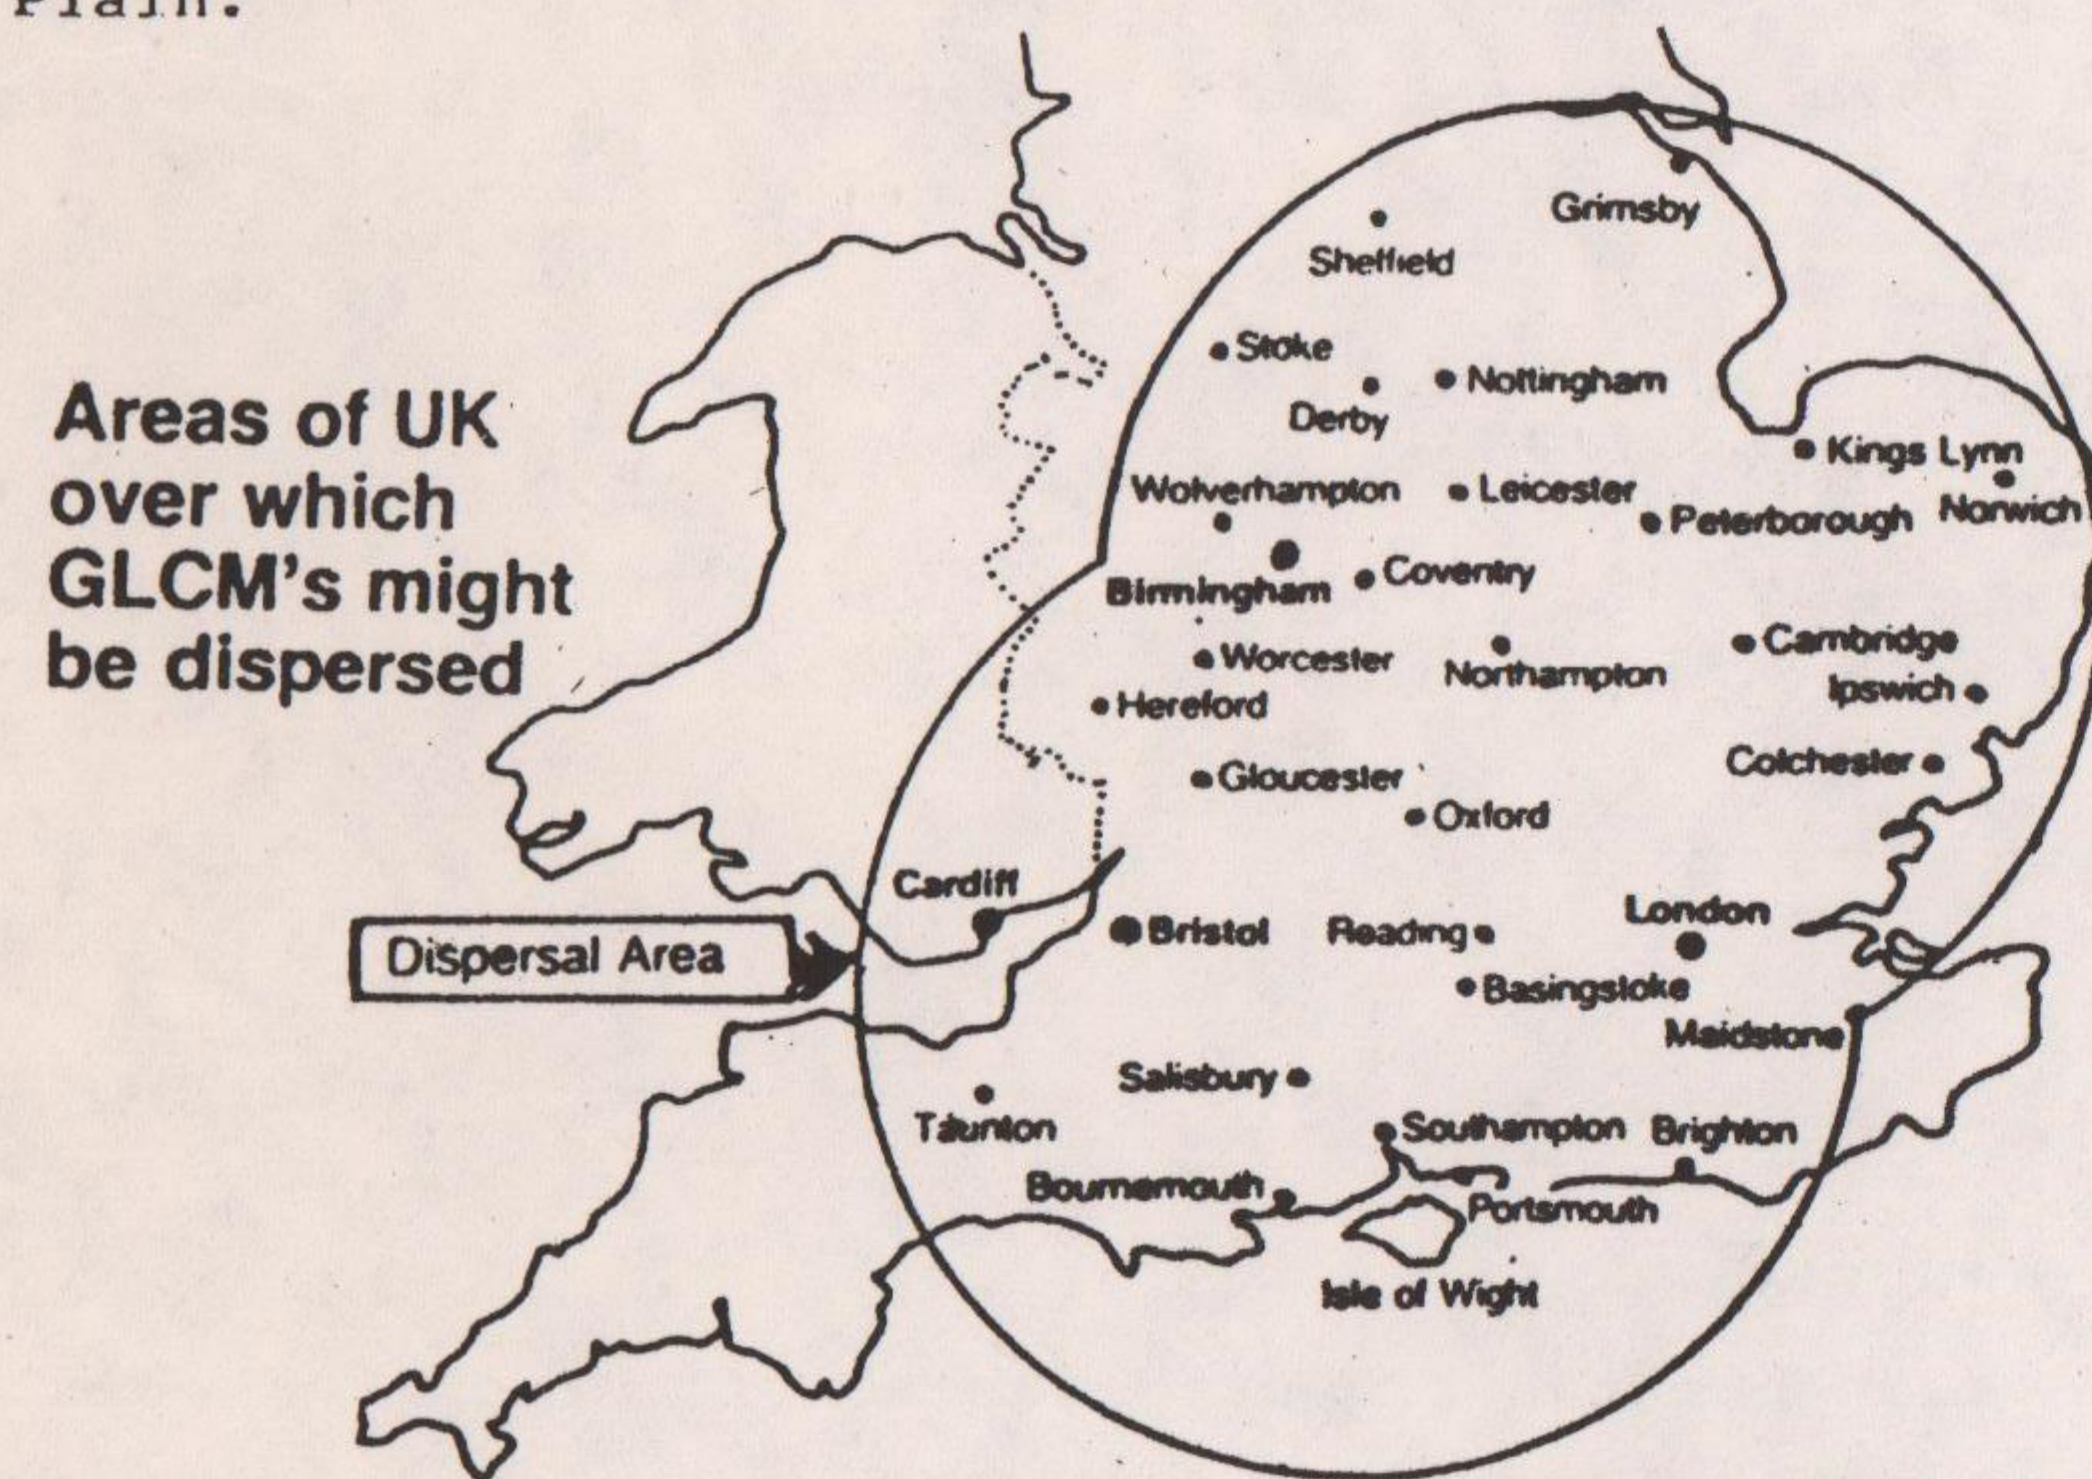 Plain.
Grimsby
Sheffield
Stoke
Nottingham
Derby
Areas of UK
over which
GLCM's might
be dispersed
Kings Lynn
Wolverhampton
Leicester
Norwich
Peterborough
Coventry
Birmingham
Cambridge
Worcester
Northampton
Ipswich
Hereford
Colchester
Gloucester
Oxford
Cardiff
London
Bristol
Reading
Dispersal Area
Basingstoke
Maidstone
Salisbury
Taunton
Southampton
Brighton
Bournemouth
Portsmouth
Isle of Wight